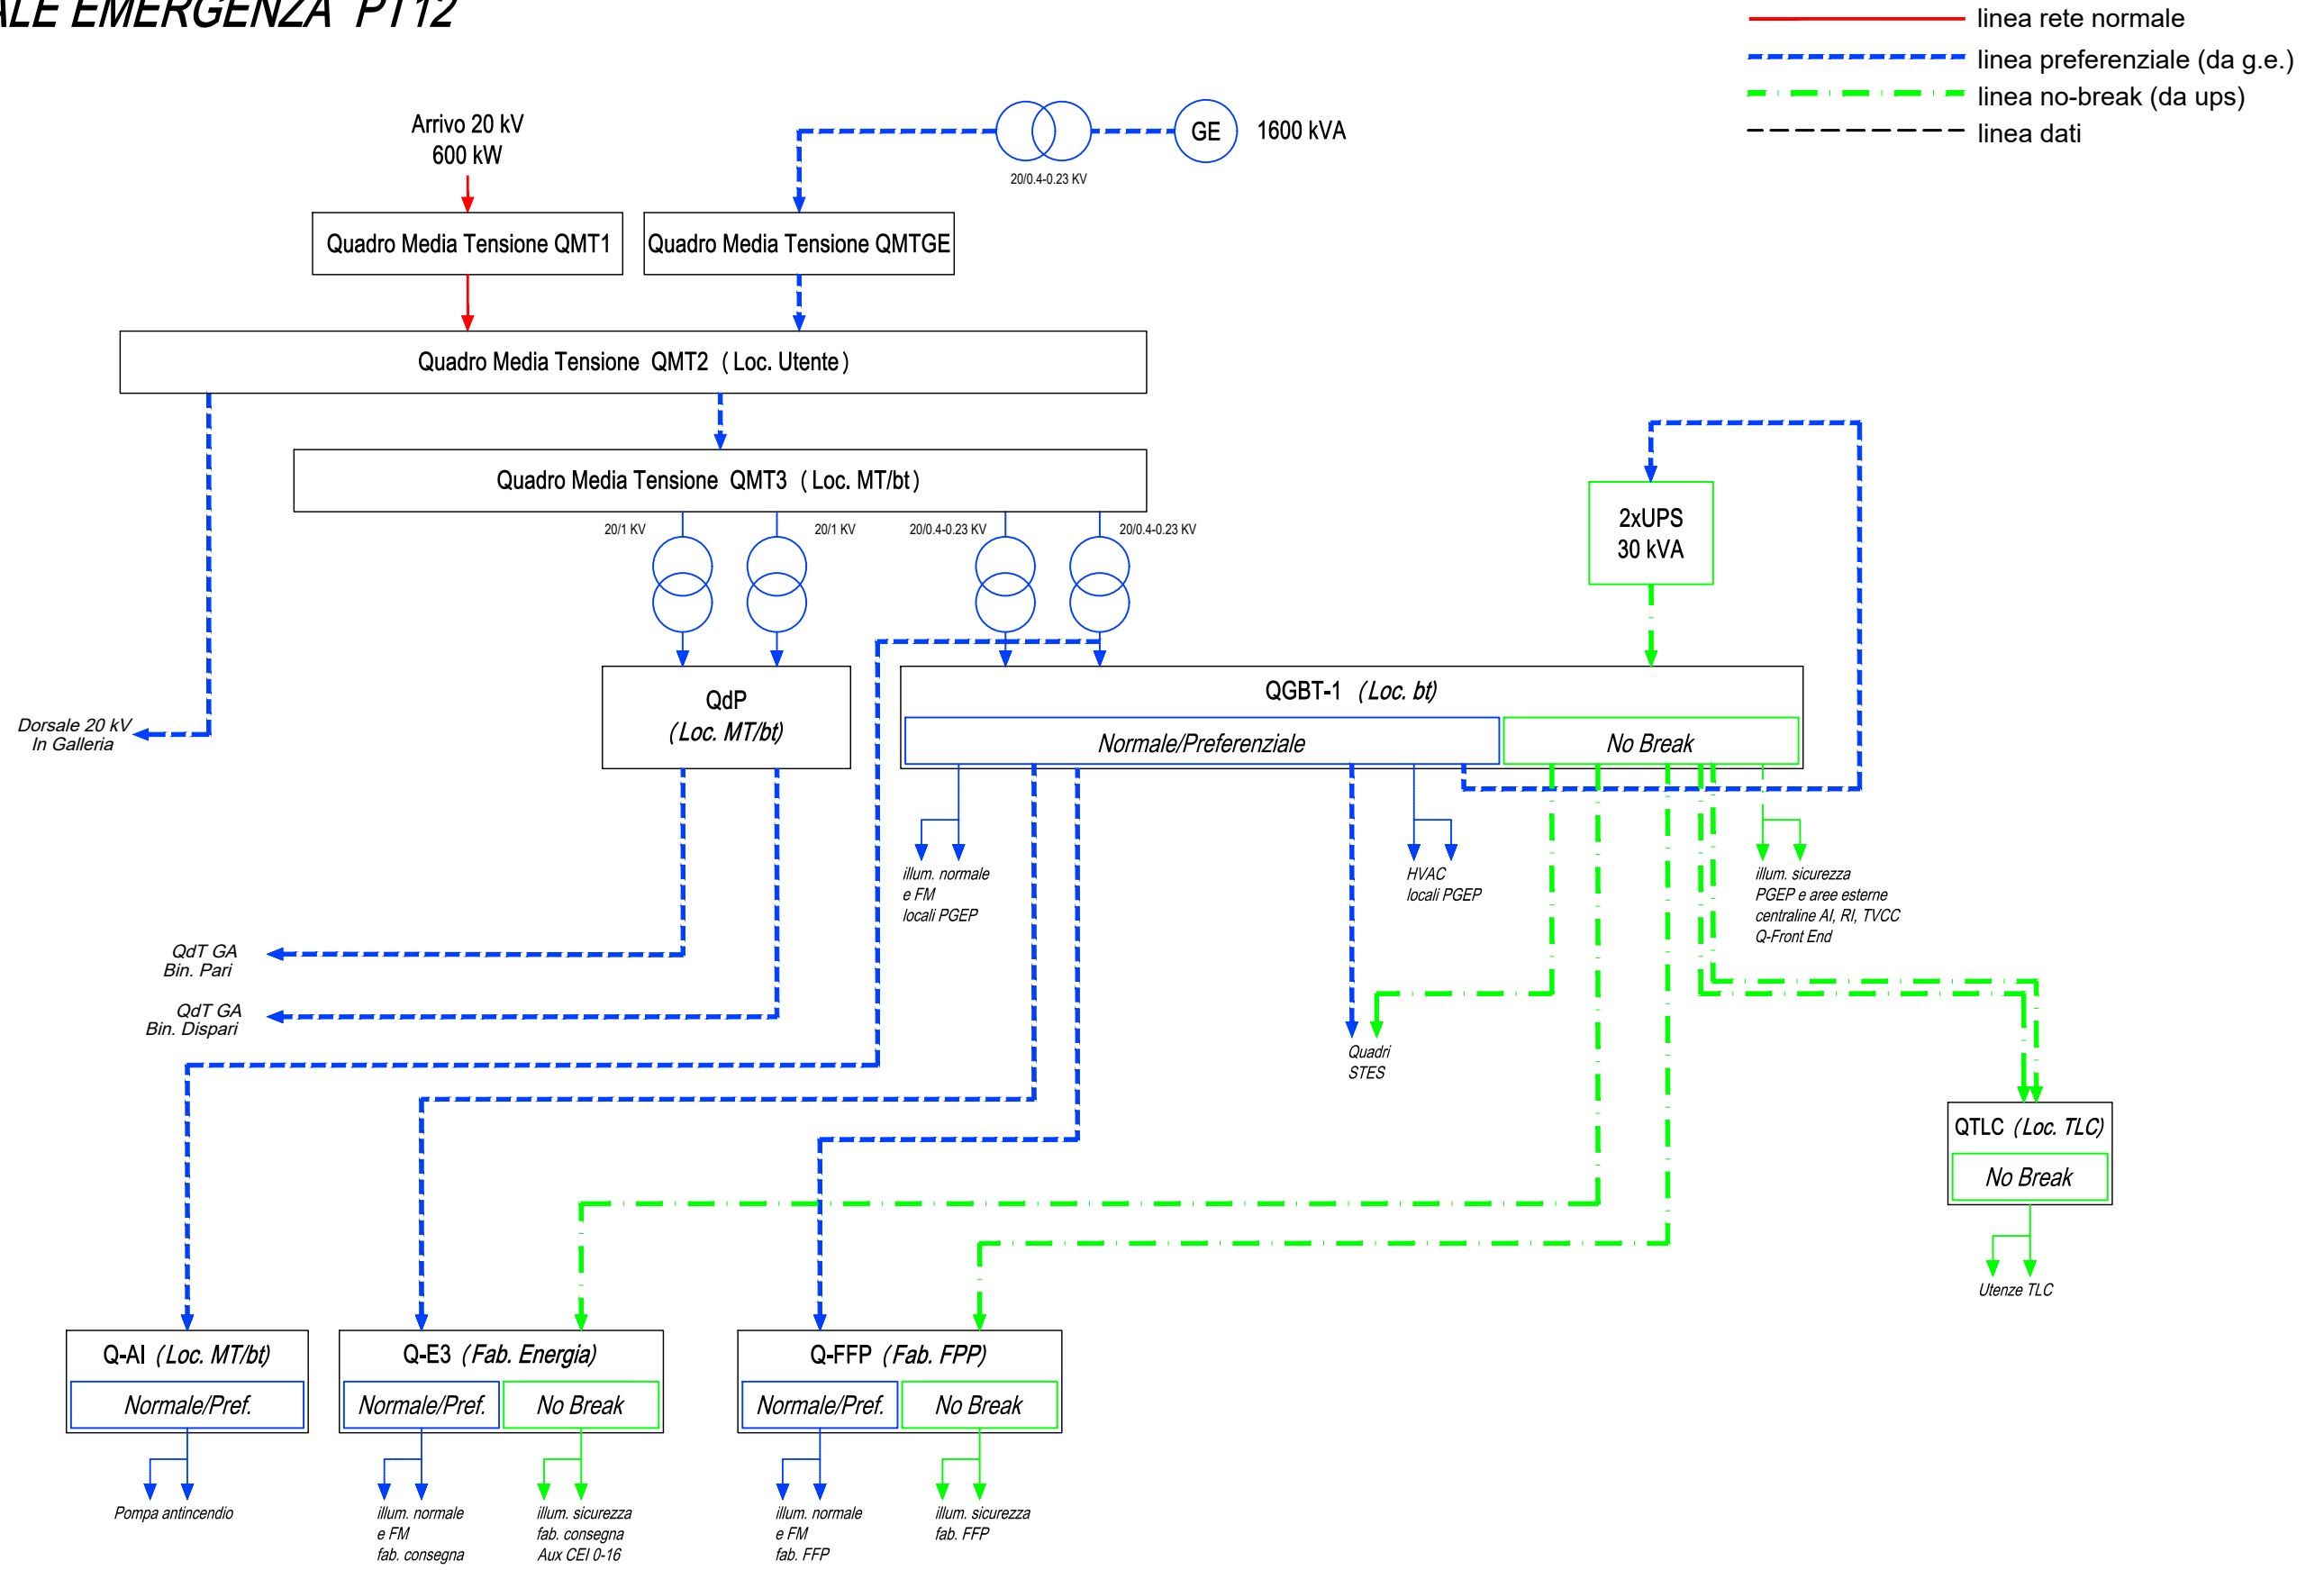 ALE EMERGENZA PT12
linea rete normale
linea preferenziale (da g.e.)
linea no-break (da ups)
linea dati
Arrivo 20 kV
600 kW
GE
1600 kVA
20/0.4-0.23 KV
Quadro Media Tensione QMT1
Quadro Media Tensione QMTGE
Quadro Media Tensione QMT2 (Loc. Utente)
Quadro Media Tensione QMT3 (Loc. MT/bt)
20/1 KV
20/1 KV
20/0.4-0.23 KV
20/0.4-0.23 KV
2xUPS
30 kVA
QdP
(Loc. MT/bt)
QGBT-1 (Loc. bt)
Normale/Preferenziale
No Break
Dorsale 20 kV
In Galleria
illum. normale
e FM
locali PGEP
HVAC
locali PGEP
illum. sicurezza
PGEP e aree esterne
centraline AI, RI, TVCC
Q-Front End
QdT GA
Bin. Pari
QdT GA
Bin. Dispari
Quadri
STES
QTLC (Loc. TLC)
No Break
Utenze TLC
Q-AI (Loc. MT/bt)
Normale/Pref.
Pompa antincendio
Q-E3 (Fab. Energia)
Normale/Pref.
No Break
illum. normale
e FM
fab. consegna
illum. sicurezza
fab. consegna
Aux CEI 0-16
Q-FFP (Fab. FPP)
Normale/Pref.
No Break
illum. normale
e FM
fab. FFP
illum. sicurezza
fab. FFP